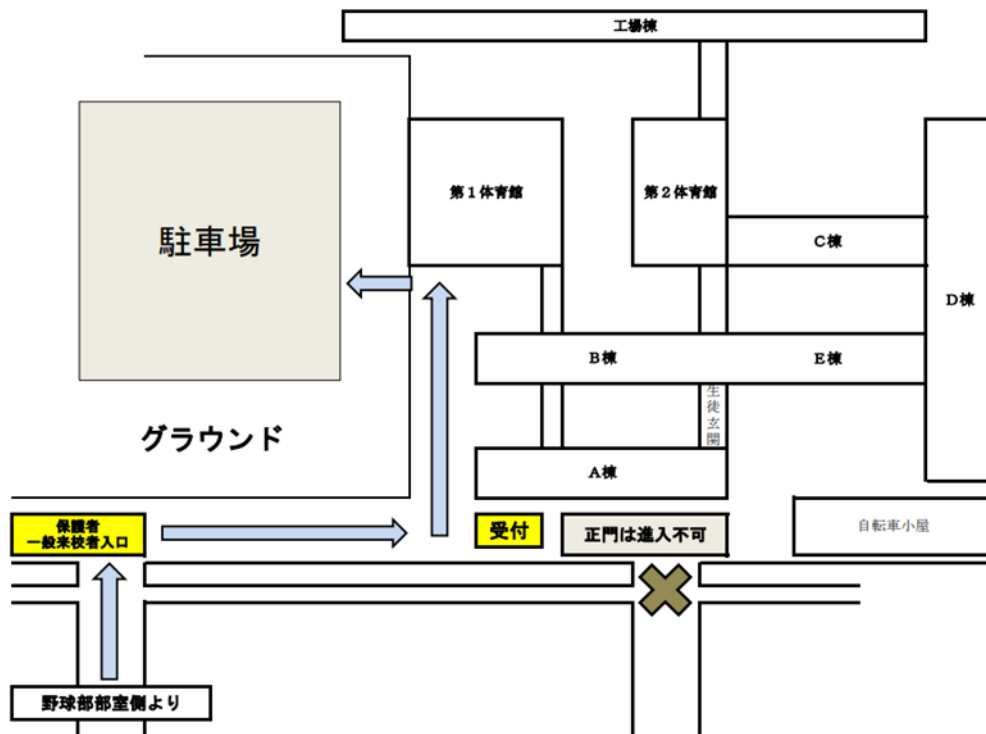 工場棟
第１体育館
第２体育館
駐車場
Ｃ棟
Ｄ棟
Ｂ棟
Ｅ棟
生徒玄関
グラウンド
Ａ棟
保護者
一般来校者入口
受付
正門は進入不可
自転車小屋
野球部部室側より